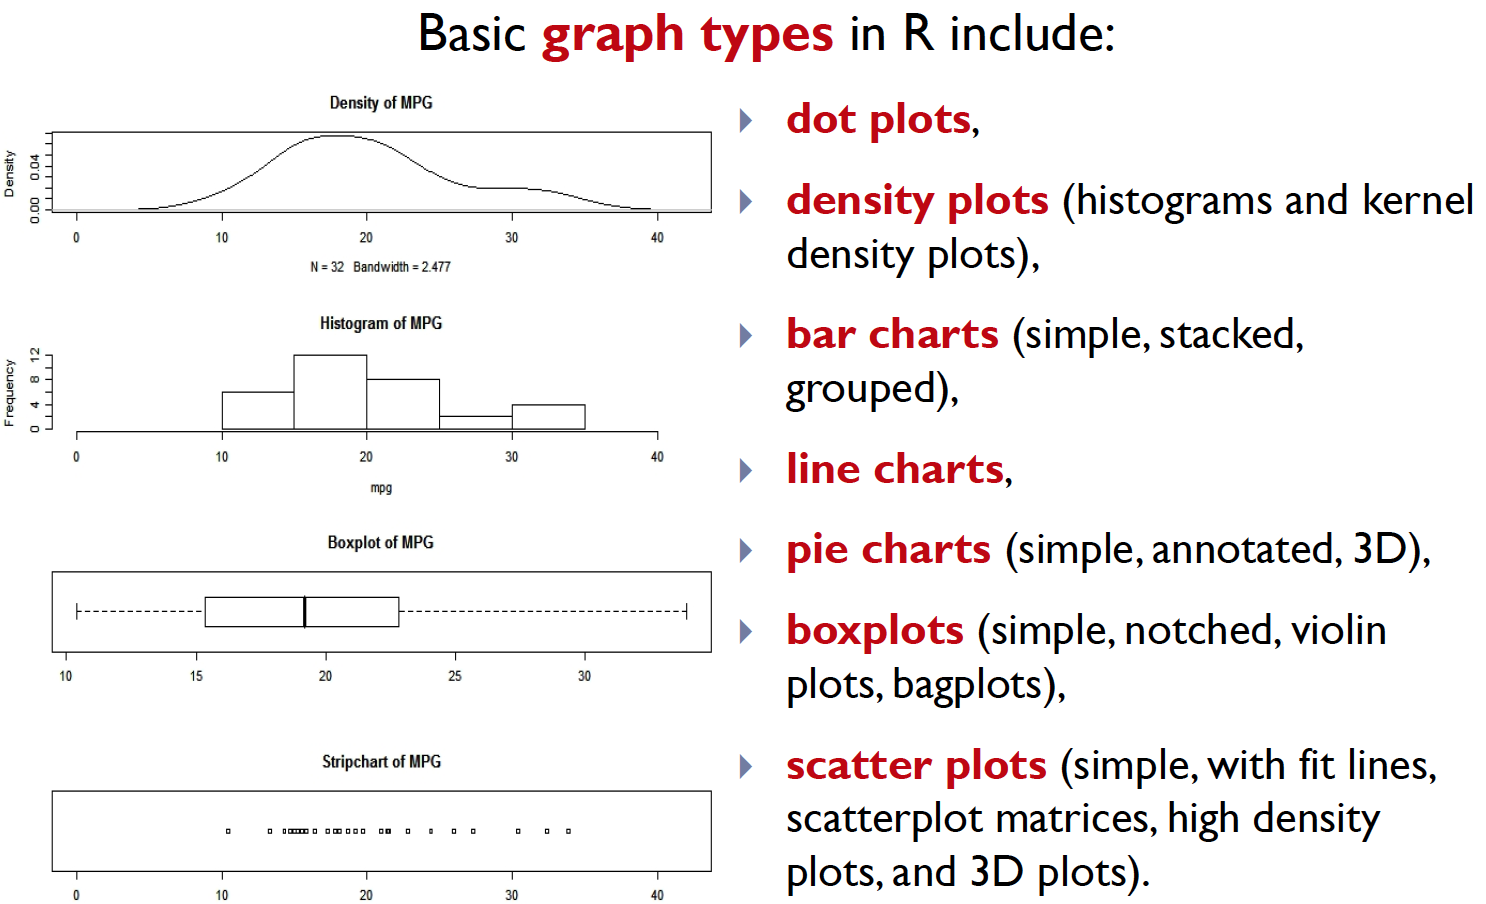 Basic graph types in R include:
Density of MPG
Density
0.04
0.00
0 10 20 30 40
N = 32 Bandwidth = 2.477
Histogram of MPG
Frequency
12
8
4
0
0 10 20 30 40
mpg
Boxplot of MPG
10 15 20 25 30
Stripchart of MPG
0 10 20 30 40
dot plots,
density plots (histograms and kernel
density plots),
bar charts (simple, stacked,
grouped),
line charts,
pie charts (simple, annotated, 3D),
boxplots (simple, notched, violin
plots, bagplots),
scatter plots (simple, with fit lines,
scatterplot matrices, high density
plots, and 3D plots).